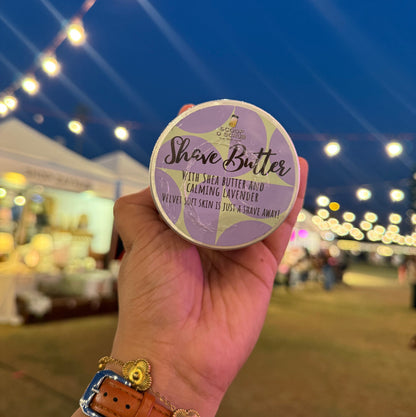 Shave Butter
WITH SHEA BUTTER AND
CALMING LAVENDER
VELVET SOFT SKIN IS JUST A SHAVE AWAY!